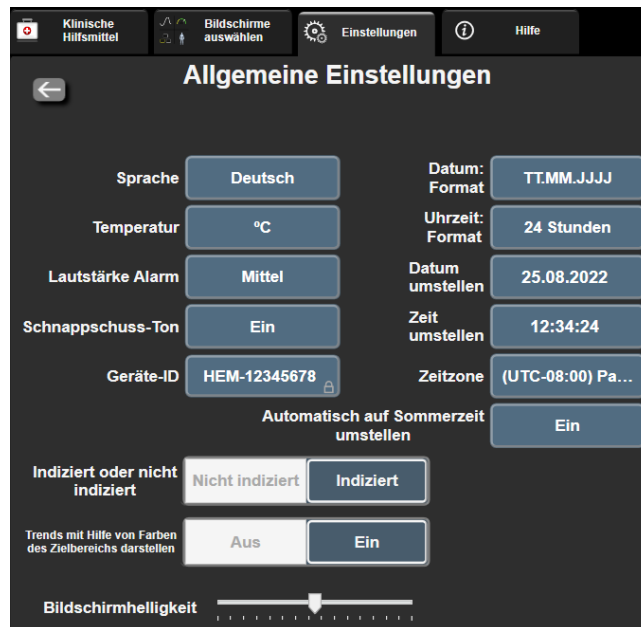 Klinische
Hilfsmittel
Bildschirme
auswählen
Einstellungen
Hilfe
Allgemeine Einstellungen
Sprache
Deutsch
Datum:
Format
TT.MM.JJJJ
Temperatur
ºC
Uhrzeit:
Format
24 Stunden
Lautstärke Alarm
Mittel
Datum
umstellen
25.08.2022
Schnappschuss-Ton
Ein
Zeit
umstellen
12:34:24
Geräte-ID
HEM-12345678
Zeitzone
(UTC-08:00) Pa...
Automatisch auf Sommerzeit
umstellen
Ein
Indiziert oder nicht
indiziert
Nicht indiziert
Indiziert
Trends mit Hilfe von Farben
des Zielbereichs darstellen
Aus
Ein
Bildschirmhelligkeit